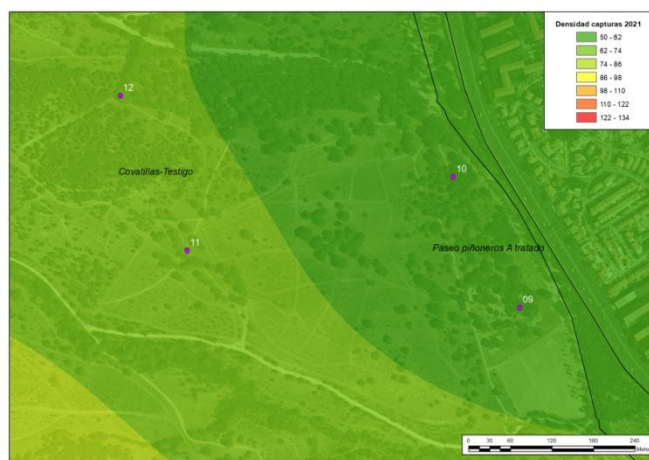 Densidad capturas 2021
50 - 62
62 - 74
74 - 86
86 - 98
98 - 110
110 - 122
122 - 134
12
10
Covatillas-Testigo
11
Paseo piñoneros A tratado
09
0 30 60 120 180 240